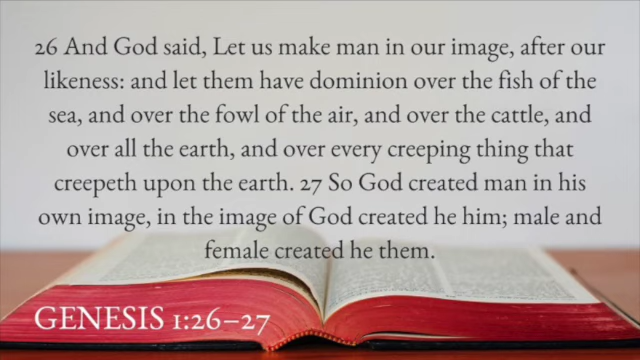 26 And God said, Let us make man in our image, after our
likeness: and let them have dominion over the fish of the
sea, and over the fowl of the air, and over the cattle, and
over all the earth, and over every creeping thing that
creepeth upon the earth. 27 So God created man in his
own image, in the image of God created he him; male and
female created he them.
GENESIS 1:26–27